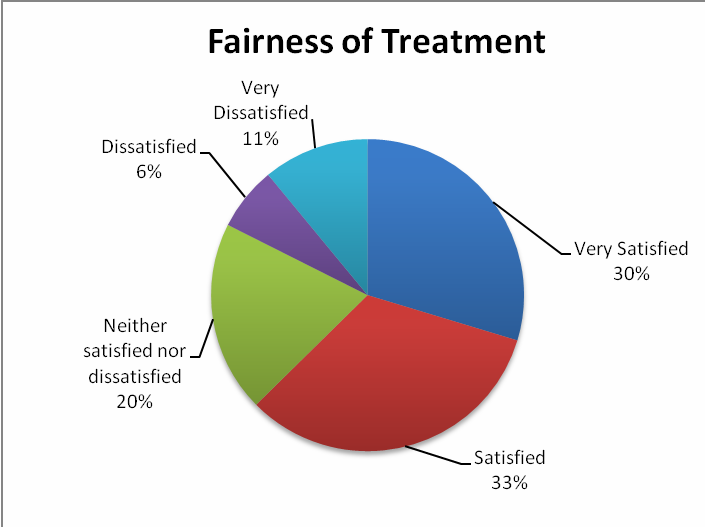 Fairness of Treatment
Very
Dissatisfied
11%
Dissatisfied
6%
Very Satisfied
30%
Neither
satisfied nor
dissatisfied
20%
Satisfied
33%